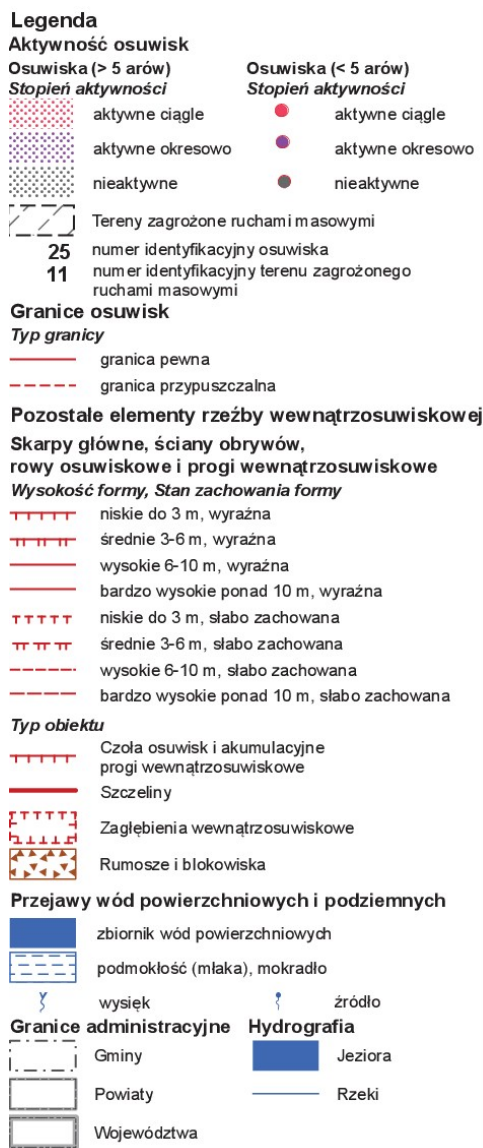 Legenda
Aktywność osuwisk
Osuwiska (> 5 arów)
Stopień aktywności
aktywne ciągle
aktywne okresowo
nieaktywne
Osuwiska (< 5 arów)
Stopień aktywności
aktywne ciągle
aktywne okresowo
nieaktywne
Tereny zagrożone ruchami masowymi
25 numer identyfikacyjny osuwiska
11 numer identyfikacyjny terenu zagrożonego
ruchami masowymi
Granice osuwisk
Typ granicy
granica pewna
granica przypuszczalna
Pozostałe elementy rzeźby wewnątrzosuwiskowej
Skarpy główne, ściany obrywów,
rowy osuwiskowe i progi wewnątrzosuwiskowe
Wysokość formy, Stan zachowania formy
niskie do 3 m, wyraźna
średnie 3-6 m, wyraźna
wysokie 6-10 m, wyraźna
bardzo wysokie ponad 10 m, wyraźna
niskie do 3 m, słabo zachowana
średnie 3-6 m, słabo zachowana
wysokie 6-10 m, słabo zachowana
bardzo wysokie ponad 10 m, słabo zachowana
Typ obiektu
Czoła osuwisk i akumulacyjne
progi wewnątrzosuwiskowe
Szczeliny
Zagłębienia wewnątrzosuwiskowe
Rumosze i blokowiska
Przejawy wód powierzchniowych i podziemnych
zbiornik wód powierzchniowych
podmokłość (młaka), mokradło
wysięk
źródło
Granice administracyjne
Gminy
Powiaty
Województwa
Hydrografia
Jeziora
Rzeki